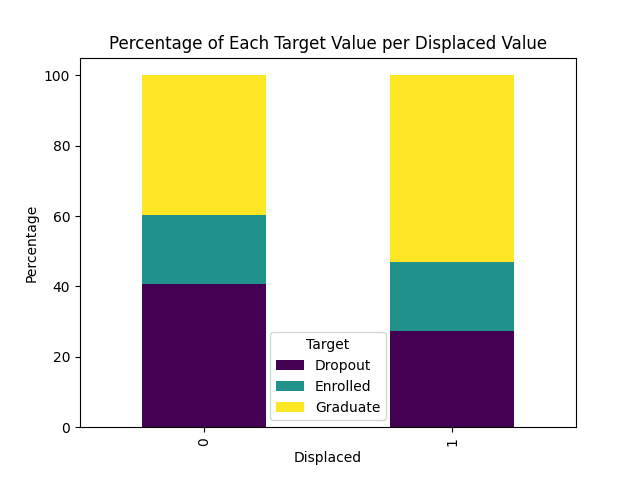 Percentage of Each Target Value per Displaced Value
100
80
60
40
20
0
Percentage
Target
Dropout
Enrolled
Graduate
0
1
Displaced